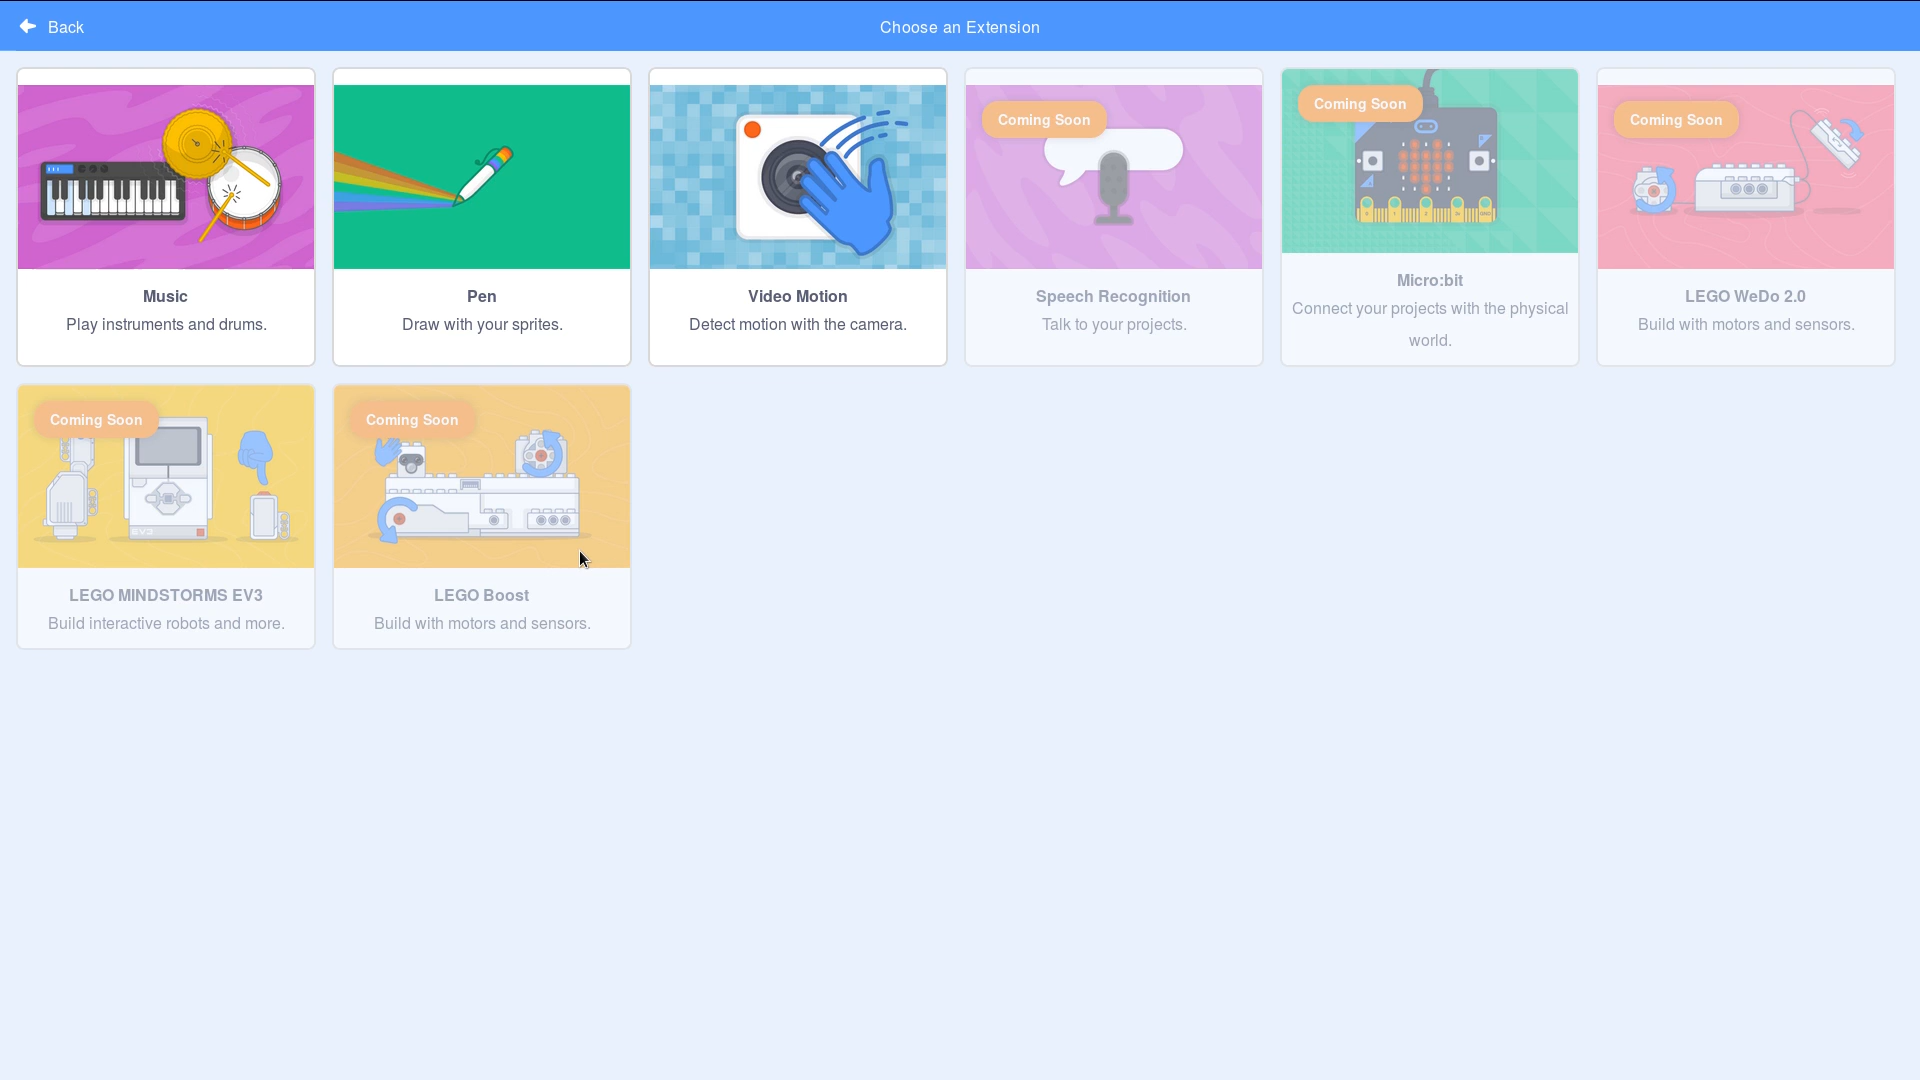 Back
Choose an Extension
Music
Play instruments and drums.
Pen
Draw with your sprites.
Video Motion
Detect motion with the camera.
Coming Soon
Speech Recognition
Talk to your projects.
Coming Soon
Micro:bit
Connect your projects with the physical
world.
Coming Soon
LEGO WeDo 2.0
Build with motors and sensors.
Coming Soon
EV3
LEGO MINDSTORMS EV3
Build interactive robots and more.
Coming Soon
LEGO Boost
Build with motors and sensors.